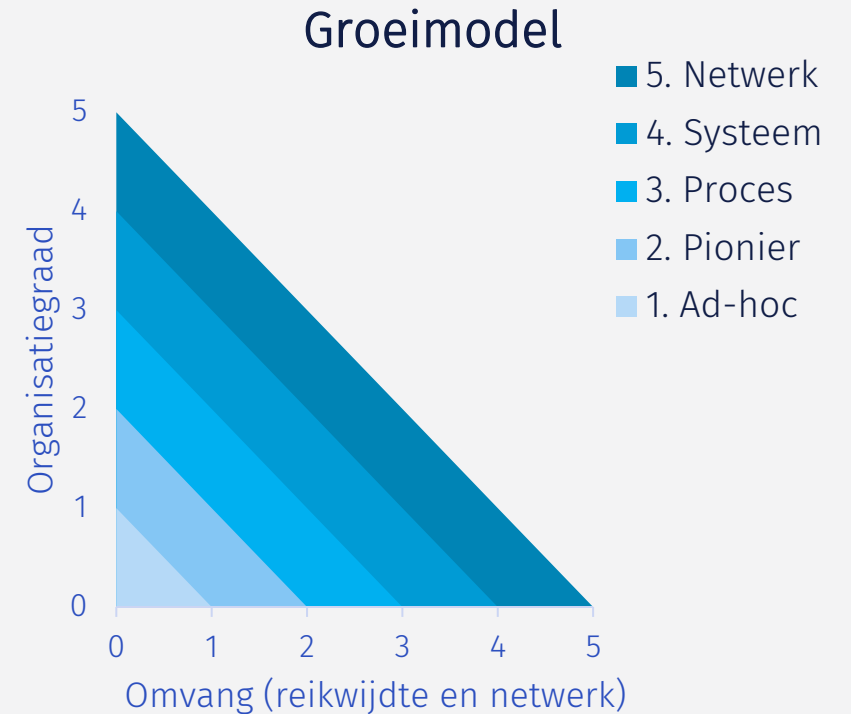 Groeimodel
5. Netwerk
4. Systeem
3. Proces
2. Pionier
1. Ad-hoc
Organisatiegraad
5
4
3
2
1
0
0 1 2 3 4 5
Omvang (reikwijdte en netwerk)